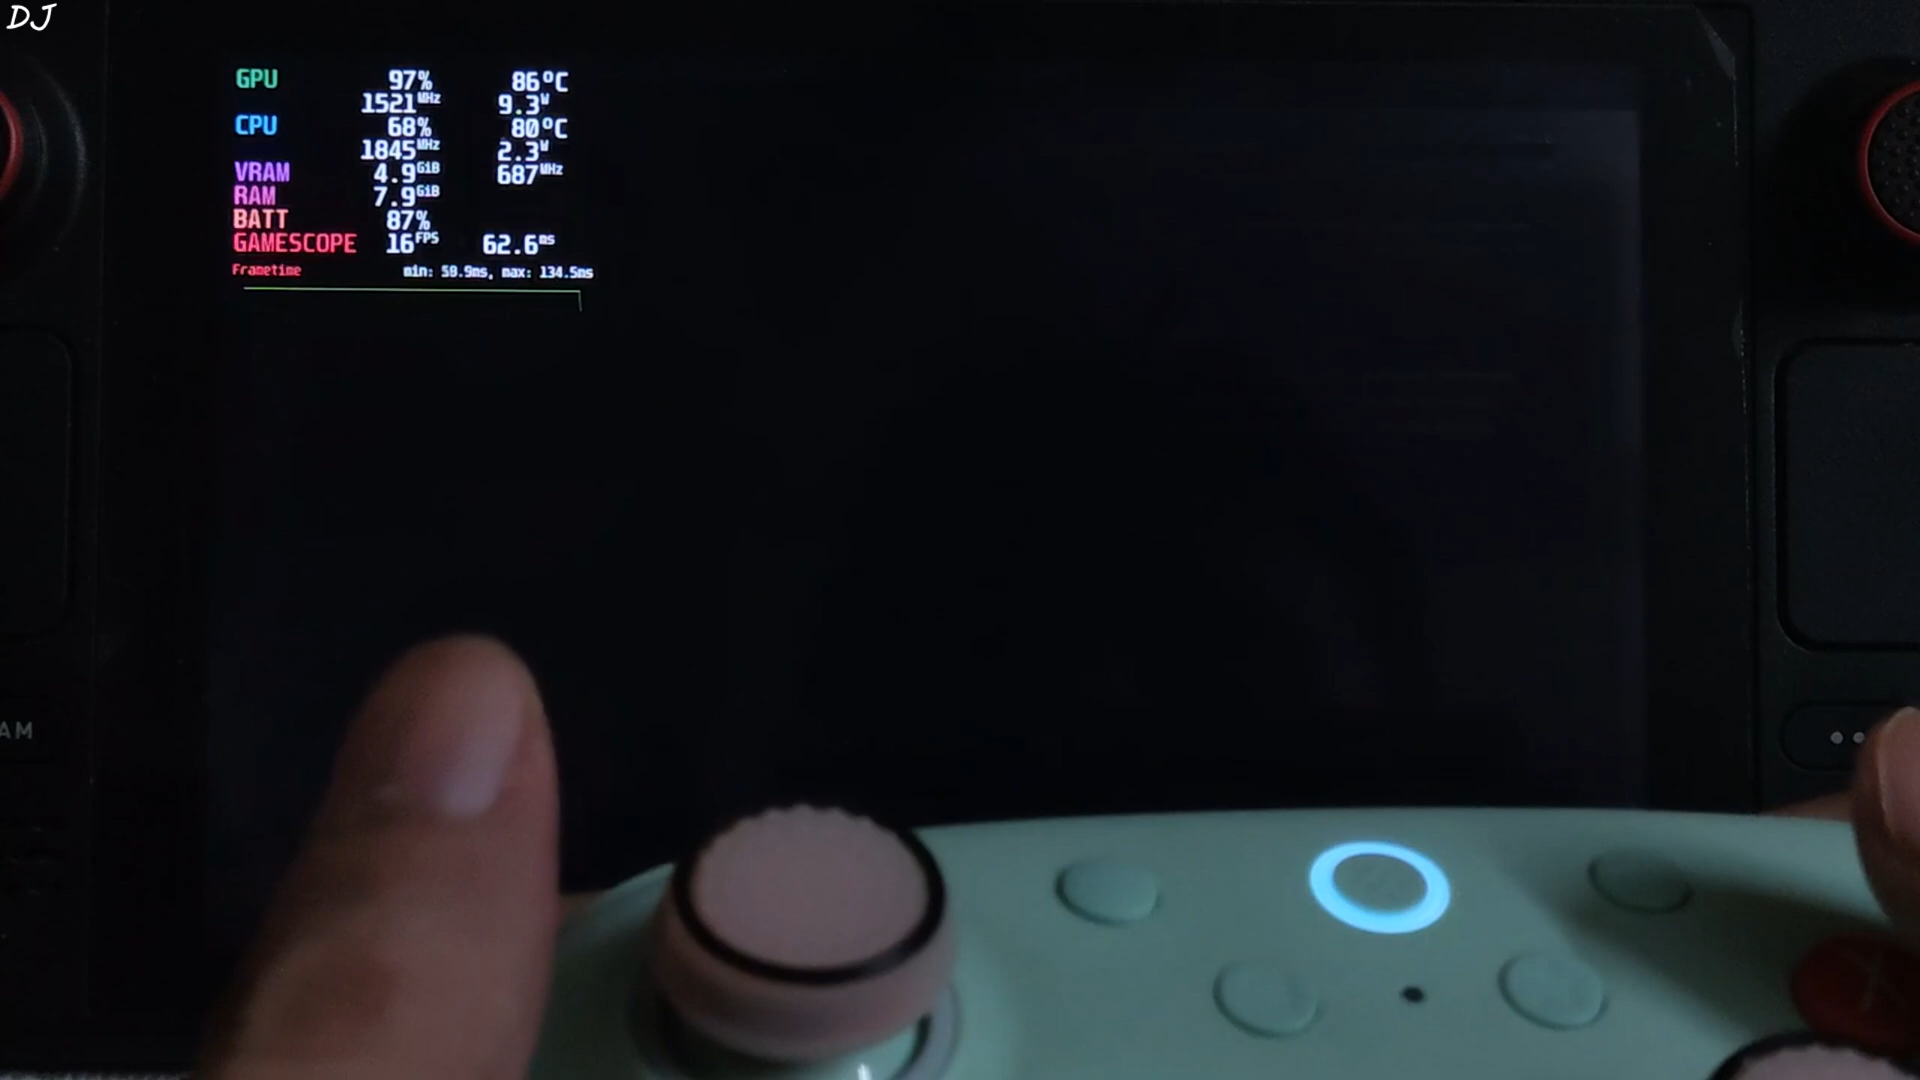 DJ
GPU 97% 86°C
1521MHz 9.3W
CPU 68% 80°C
1845MHz 2.3W
VRAM 4.9GiB 687MHz
RAM 7.9GiB
BATT 87%
GAMESCOPE 16FPS 62.6ms
Frametime min: 58.9ms, max: 134.5ms
AM